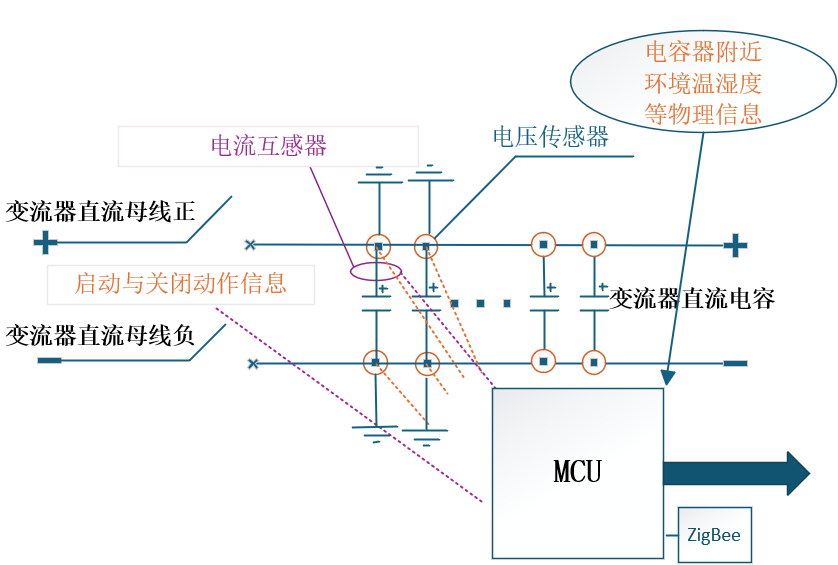 电容器附近
环境温湿度
等物理信息
电流互感器
电压传感器
变流器直流母线正
启动与关闭动作信息
变流器直流电容
变流器直流母线负
MCU
ZigBee